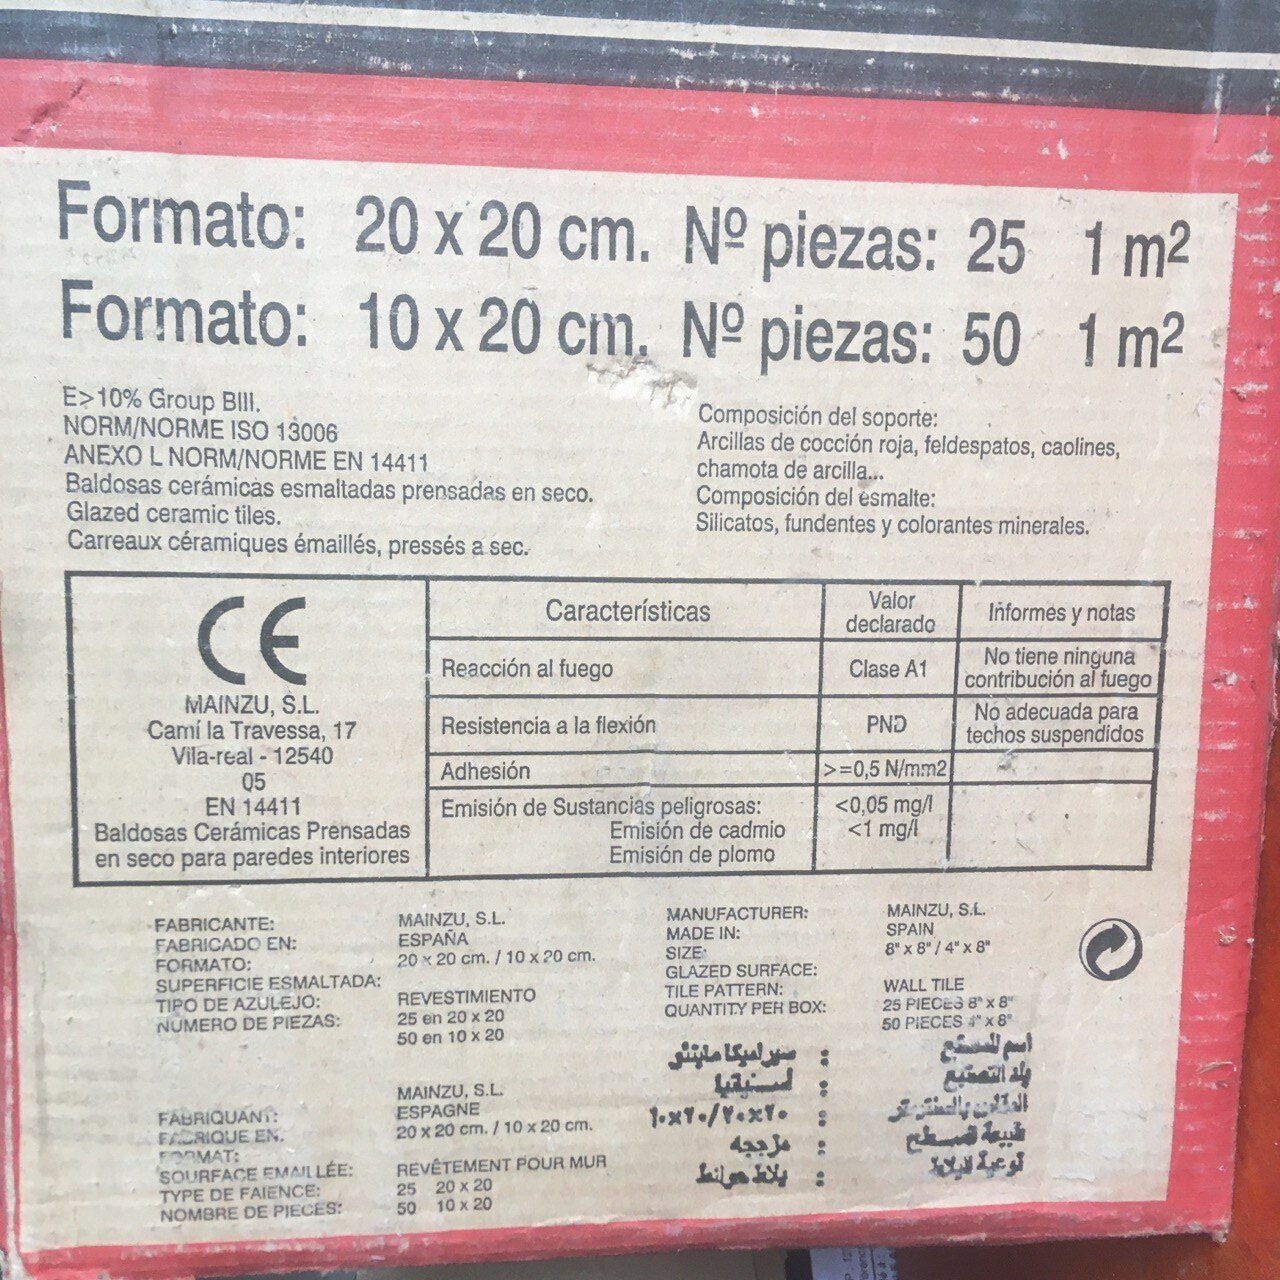 Formato: 20 x 20 cm. Nº piezas: 25 1 m2
Formato: 10 x 20 cm. Nº piezas: 50 1 m2
E>10% Group BIII.
NORM/NORME ISO 13006
ANEXO L NORM/NORME EN 14411
Baldosas cerámicas esmaltadas prensadas en seco.
Glazed ceramic tiles.
Carreaux céramiques émaillés, pressés a sec.
Composición del soporte:
Arcillas de cocción roja, feldespatos, caolines,
chamota de arcilla...
Composición del esmalte:
Silicatos, fundentes y colorantes minerales.
CE
MAINZU, S.L.
Camí la Travessa, 17
Vila-real - 12540
05
EN 14411
Baldosas Cerámicas Prensadas
en seco para paredes interiores
Características Valor declarado Informes y notas
Reacción al fuego Clase A1 No tiene ninguna contribución al fuego
Resistencia a la flexión PND No adecuada para techos suspendidos
Adhesión >=0,5 N/mm2
Emisión de Sustancias peligrosas: <0,05 mg/l
Emisión de cadmio <1 mg/l
Emisión de plomo
FABRICANTE: MAINZU, S.L.
FABRICADO EN: ESPAÑA
FORMATO: 20 x 20 cm. / 10 x 20 cm.
SUPERFICIE ESMALTADA:
TIPO DE AZULEJO: REVESTIMIENTO
NUMERO DE PIEZAS: 25 en 20 x 20
50 en 10 x 20
MANUFACTURER: MAINZU, S.L.
MADE IN: SPAIN
SIZE: 8" x 8" / 4" x 8"
GLAZED SURFACE:
TILE PATTERN: WALL TILE
QUANTITY PER BOX: 25 PIECES 8" x 8"
50 PIECES 4" x 8"
FABRIQUANT: MAINZU, S.L.
FABRIQUE EN. ESPAGNE
FORMAT: 20 x 20 cm. / 10 x 20 cm.
SOURFACE EMAILLÉE:
TYPE DE FAIENCE: REVÊTEMENT POUR MUR
NOMBRE DE PIECES: 25 20 x 20
50 10 x 20
اسم المصنع : سيراميكا ماينثو
بلد التصنيع : اسبانيا
: ١٠x٢٠/٢٠x٢٠
طبيعة السطح : مزججه
نوعية البلاط : بلاط حوائط